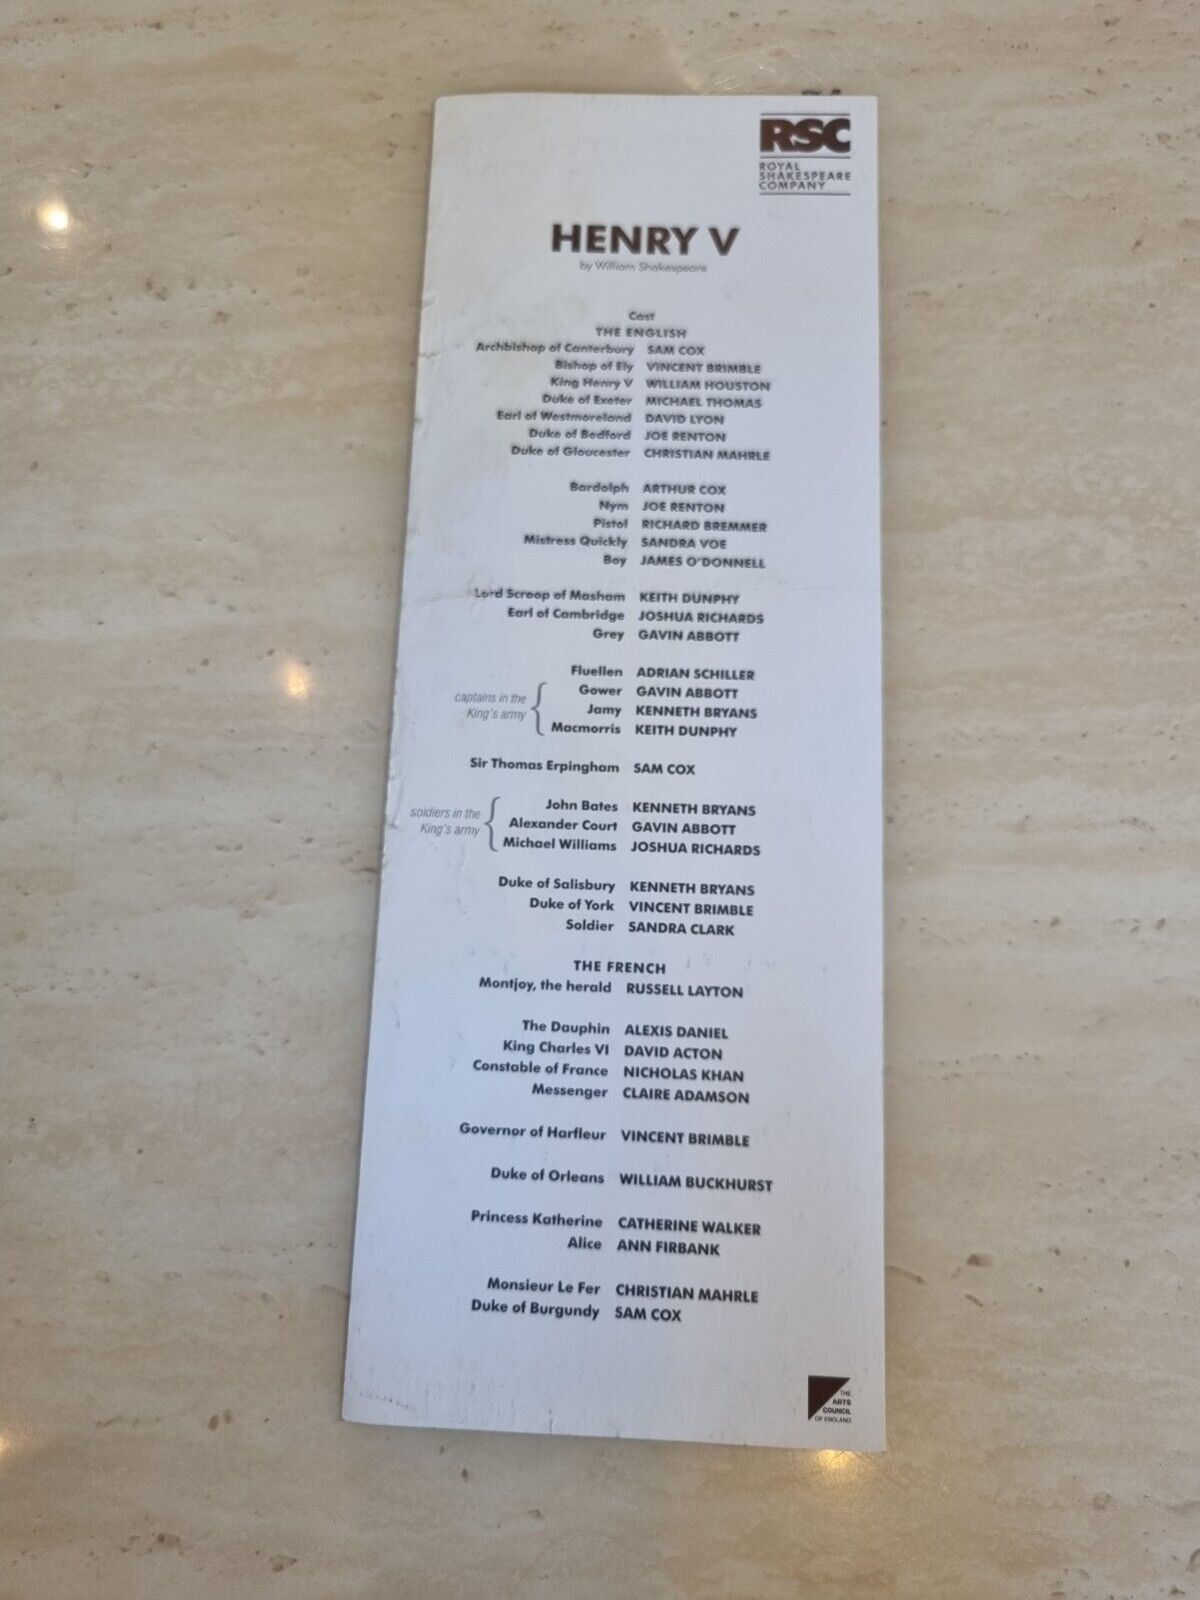 RSC
ROYAL
SHAKESPEARE
COMPANY
HENRY V
by William Shakespeare
Cast
THE ENGLISH
Archbishop of Canterbury SAM COX
Bishop of Ely VINCENT BRIMBLE
King Henry V WILLIAM HOUSTON
Duke of Exeter MICHAEL THOMAS
Earl of Westmoreland DAVID LYON
Duke of Bedford JOE RENTON
Duke of Gloucester CHRISTIAN MAHRLE
Bardolph ARTHUR COX
Nym JOE RENTON
Pistol RICHARD BREMMER
Mistress Quickly SANDRA VOE
Boy JAMES O'DONNELL
Lord Scroop of Masham KEITH DUNPHY
Earl of Cambridge JOSHUA RICHARDS
Grey GAVIN ABBOTT
Fluellen ADRIAN SCHILLER
captains in the Gower GAVIN ABBOTT
King's army Jamy KENNETH BRYANS
Macmorris KEITH DUNPHY
Sir Thomas Erpingham SAM COX
soldiers in the John Bates KENNETH BRYANS
King's army Alexander Court GAVIN ABBOTT
Michael Williams JOSHUA RICHARDS
Duke of Salisbury KENNETH BRYANS
Duke of York VINCENT BRIMBLE
Soldier SANDRA CLARK
THE FRENCH
Montjoy, the herald RUSSELL LAYTON
The Dauphin ALEXIS DANIEL
King Charles VI DAVID ACTON
Constable of France NICHOLAS KHAN
Messenger CLAIRE ADAMSON
Governor of Harfleur VINCENT BRIMBLE
Duke of Orleans WILLIAM BUCKHURST
Princess Katherine CATHERINE WALKER
Alice ANN FIRBANK
Monsieur Le Fer CHRISTIAN MAHRLE
Duke of Burgundy SAM COX
THE
ARTS
COUNCIL
OF ENGLAND